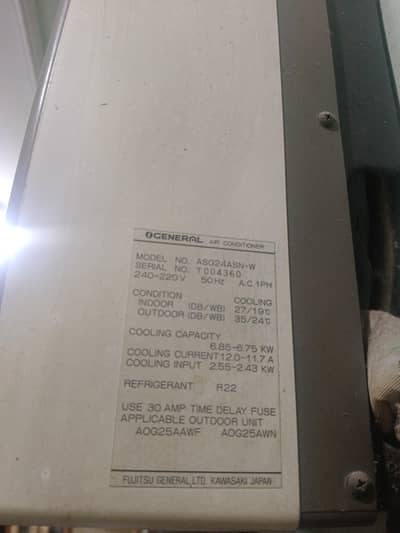 GENERAL AIR CONDITIONER
MODEL NO. ASG24ASN-W
SERIAL NO. T004360
240-220V 50Hz A.C.1PH
CONDITION COOLING
INDOOR (DB/WB) 27/19℃
OUTDOOR (DB/WB) 35/24℃
COOLING CAPACITY
6.85-6.75 KW
COOLING CURRENT 12.0-11.7 A
COOLING INPUT 2.55-2.43 KW
REFRIGERANT R22
USE 30 AMP TIME DELAY FUSE
APPLICABLE OUTDOOR UNIT
AOG25AAWF AOG25AWN
FUJITSU GENERAL, LTD. KAWASAKI JAPAN